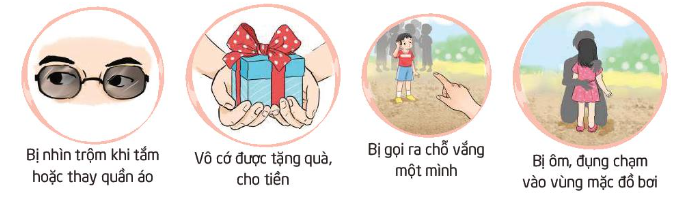 Bị nhìn trộm khi tắm
hoặc thay quần áo
Vô cớ được tặng quà,
cho tiền
Bị gọi ra chỗ vắng
một mình
Bị ôm, đụng chạm
vào vùng mặc đồ bơi